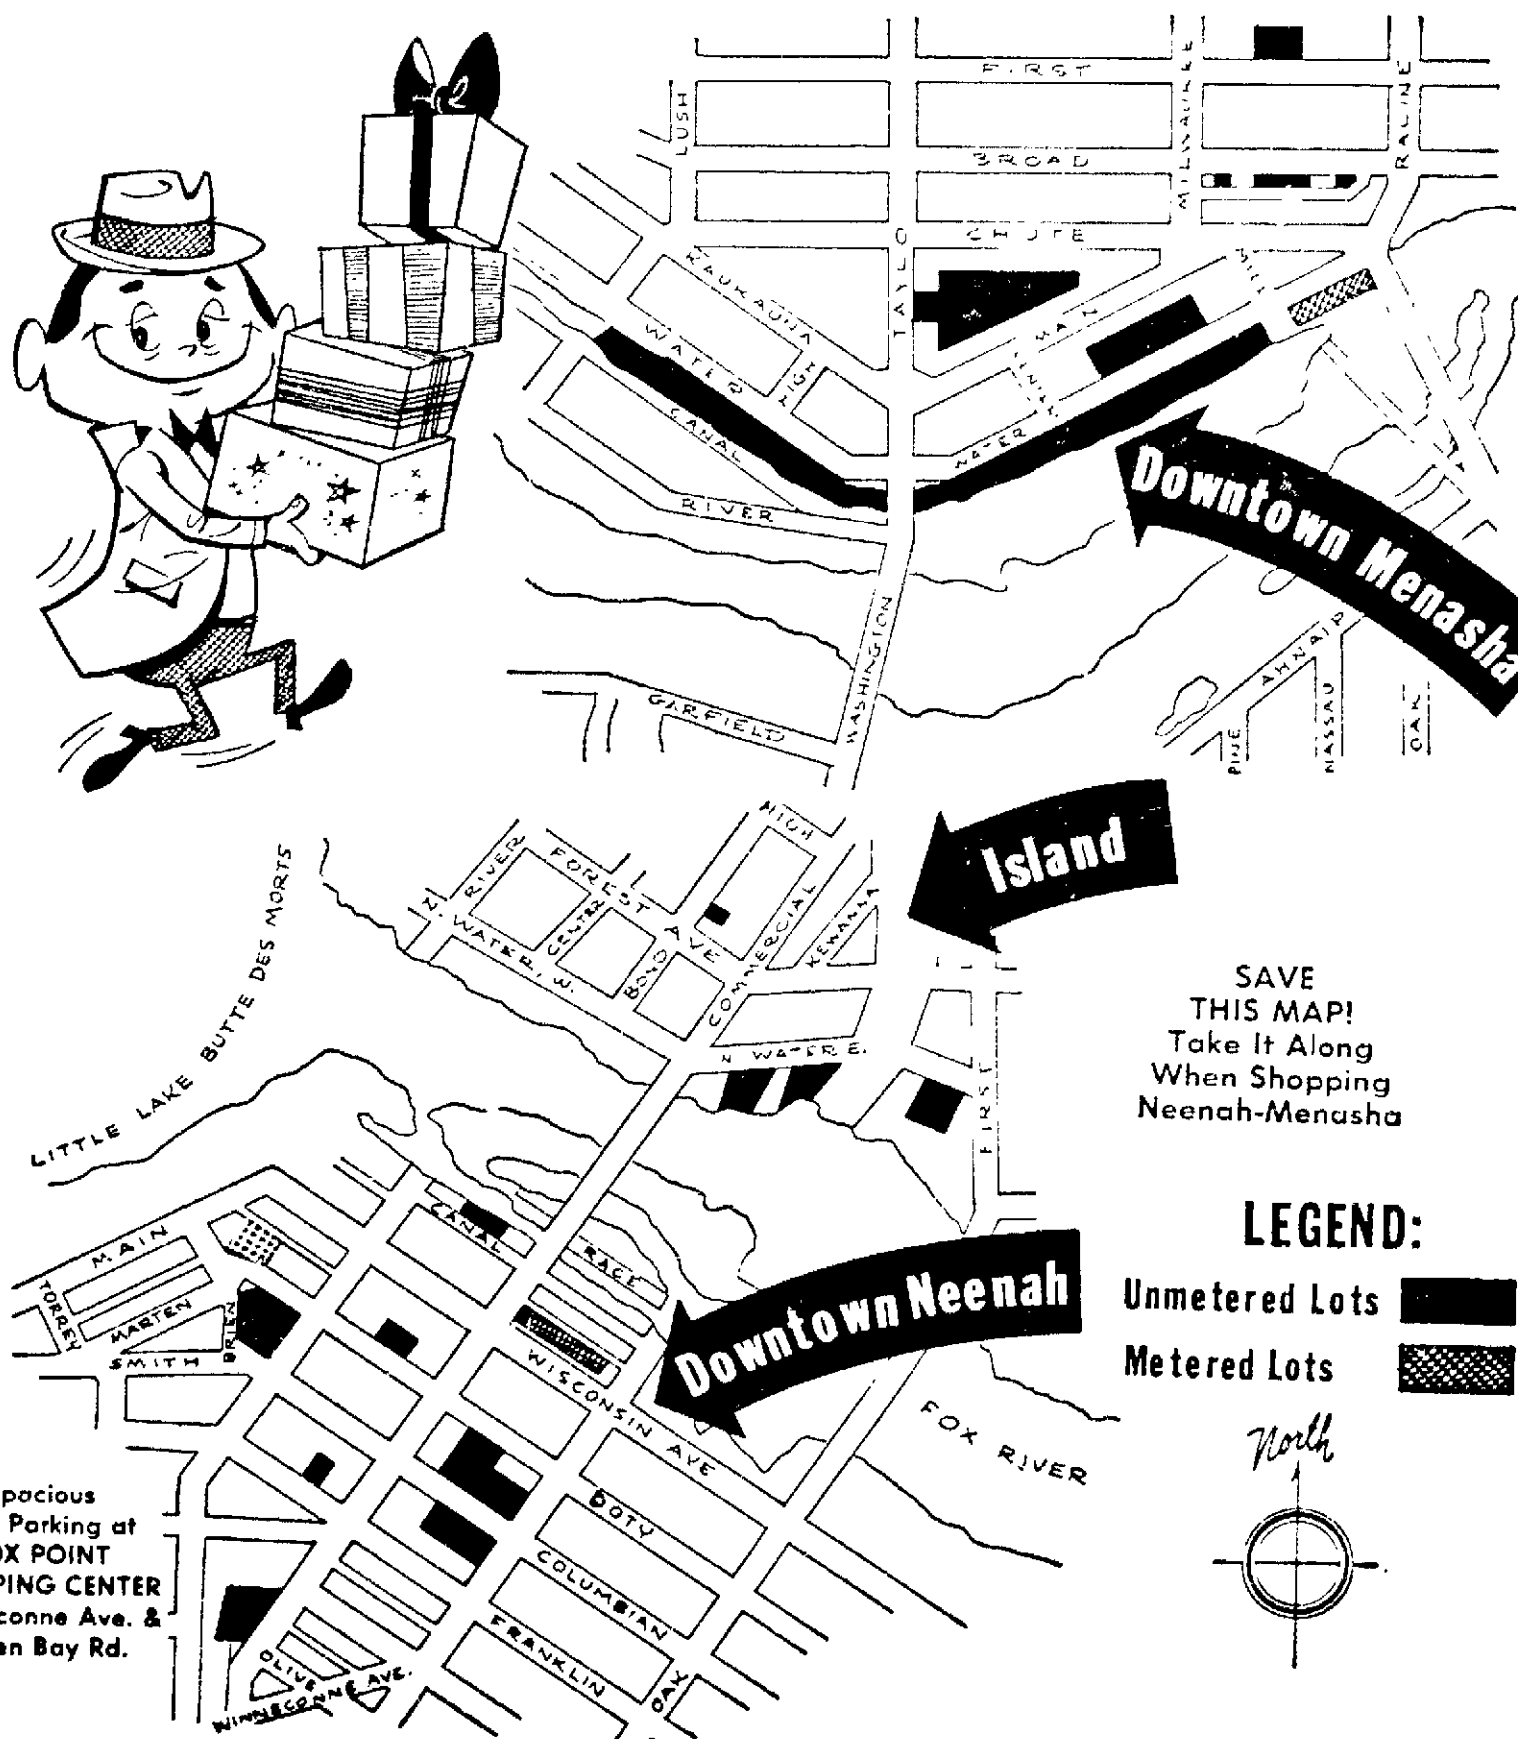 FIRST
LUSH
MILWAUKEE
RACINE
BROAD
CHUTE
TAYLO
KAUKAUNA
MILL
WATER
HIGH
MAIN
CANAL
WATER
RIVER
Downtown Menasha
WASHINGTON
GARFIELD
AHNAIP
PINE
NASSAU
OAK
HIGH
Island
RIVER
FOREST AVE
N. WATER, W.
CENTER
BOND
COMMERCIAL
KEWANNA
N WATER E.
FIRST
LITTLE LAKE BUTTE DES MORTS
SAVE
THIS MAP!
Take It Along
When Shopping
Neenah-Menasha
LEGEND:
Unmetered Lots
Metered Lots
North
MAIN
CANAL
RACE
TORREY
MARTEN
BRIEN
SMITH
Downtown Neenah
WISCONSIN AVE
FOX RIVER
DOTY
COLUMBIAN
FRANKLIN
OAK
OLIVE
WINNECONNE AVE.
pacious
Parking at
OX POINT
PING CENTER
conne Ave. &
en Bay Rd.